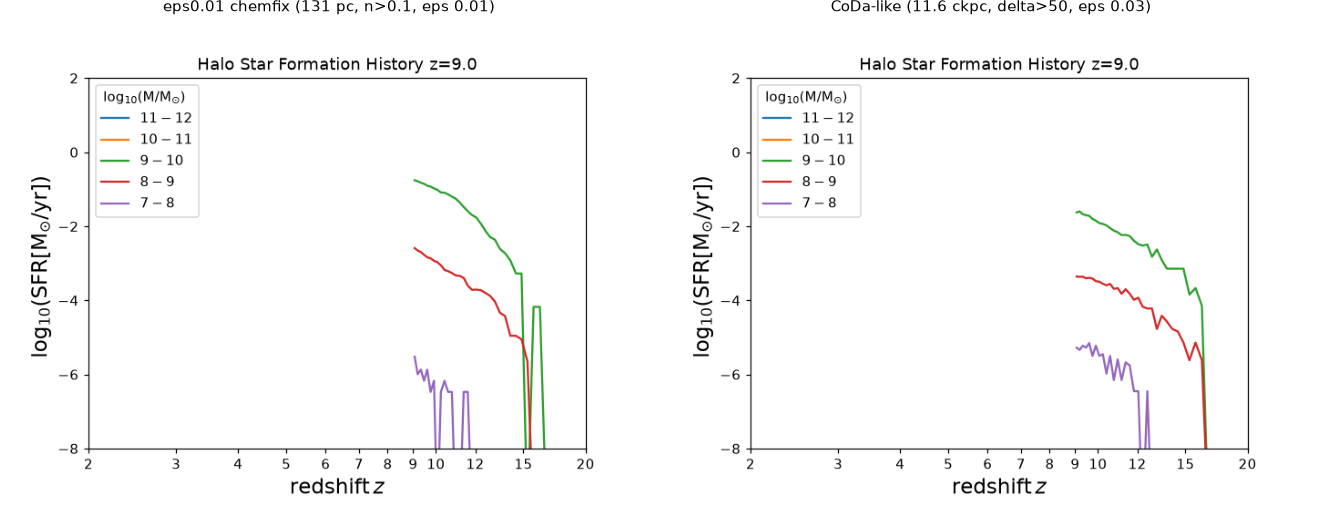 eps0.01 chemfix (131 pc, n>0.1, eps 0.01)
Halo Star Formation History z=9.0
log₁₀(SFR[M⊙/yr])
2
0
−2
−4
−6
−8
log₁₀(M/M⊙)
11 − 12
10 − 11
9 − 10
8 − 9
7 − 8
2 3 4 5 6 7 8 9 10 12 15 20
redshift z
CoDa-like (11.6 ckpc, delta>50, eps 0.03)
Halo Star Formation History z=9.0
log₁₀(SFR[M⊙/yr])
2
0
−2
−4
−6
−8
log₁₀(M/M⊙)
11 − 12
10 − 11
9 − 10
8 − 9
7 − 8
2 3 4 5 6 7 8 9 10 12 15 20
redshift z